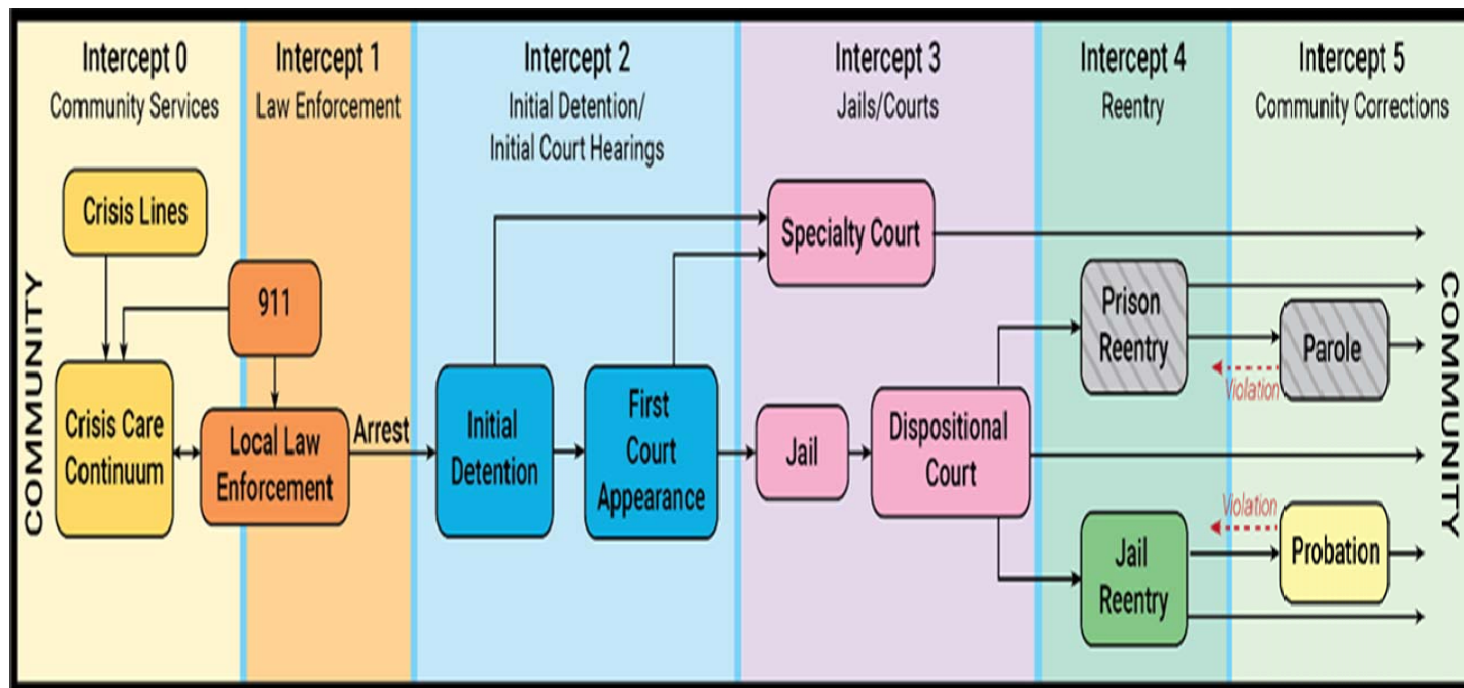 Intercept 0
Community Services
Intercept 1
Law Enforcement
Intercept 2
Initial Detention/
Initial Court Hearings
Intercept 3
Jails/Courts
Intercept 4
Reentry
Intercept 5
Community Corrections
COMMUNITY
Crisis Lines
911
Crisis Care
Continuum
Local Law
Enforcement
Arrest
Initial
Detention
First
Court
Appearance
Specialty Court
Jail
Dispositional
Court
Prison
Reentry
Parole
Violation
Jail
Reentry
Violation
Probation
COMMUNITY